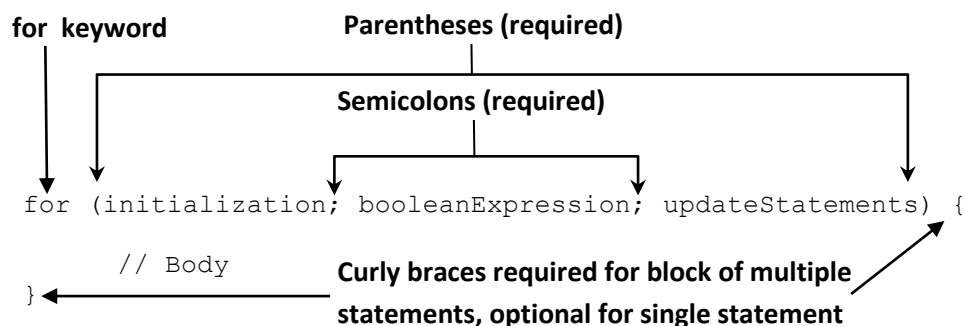 for keyword
Parentheses (required)
Semicolons (required)
for (initialization; booleanExpression; updateStatements) {
// Body
Curly braces required for block of multiple
}
statements, optional for single statement